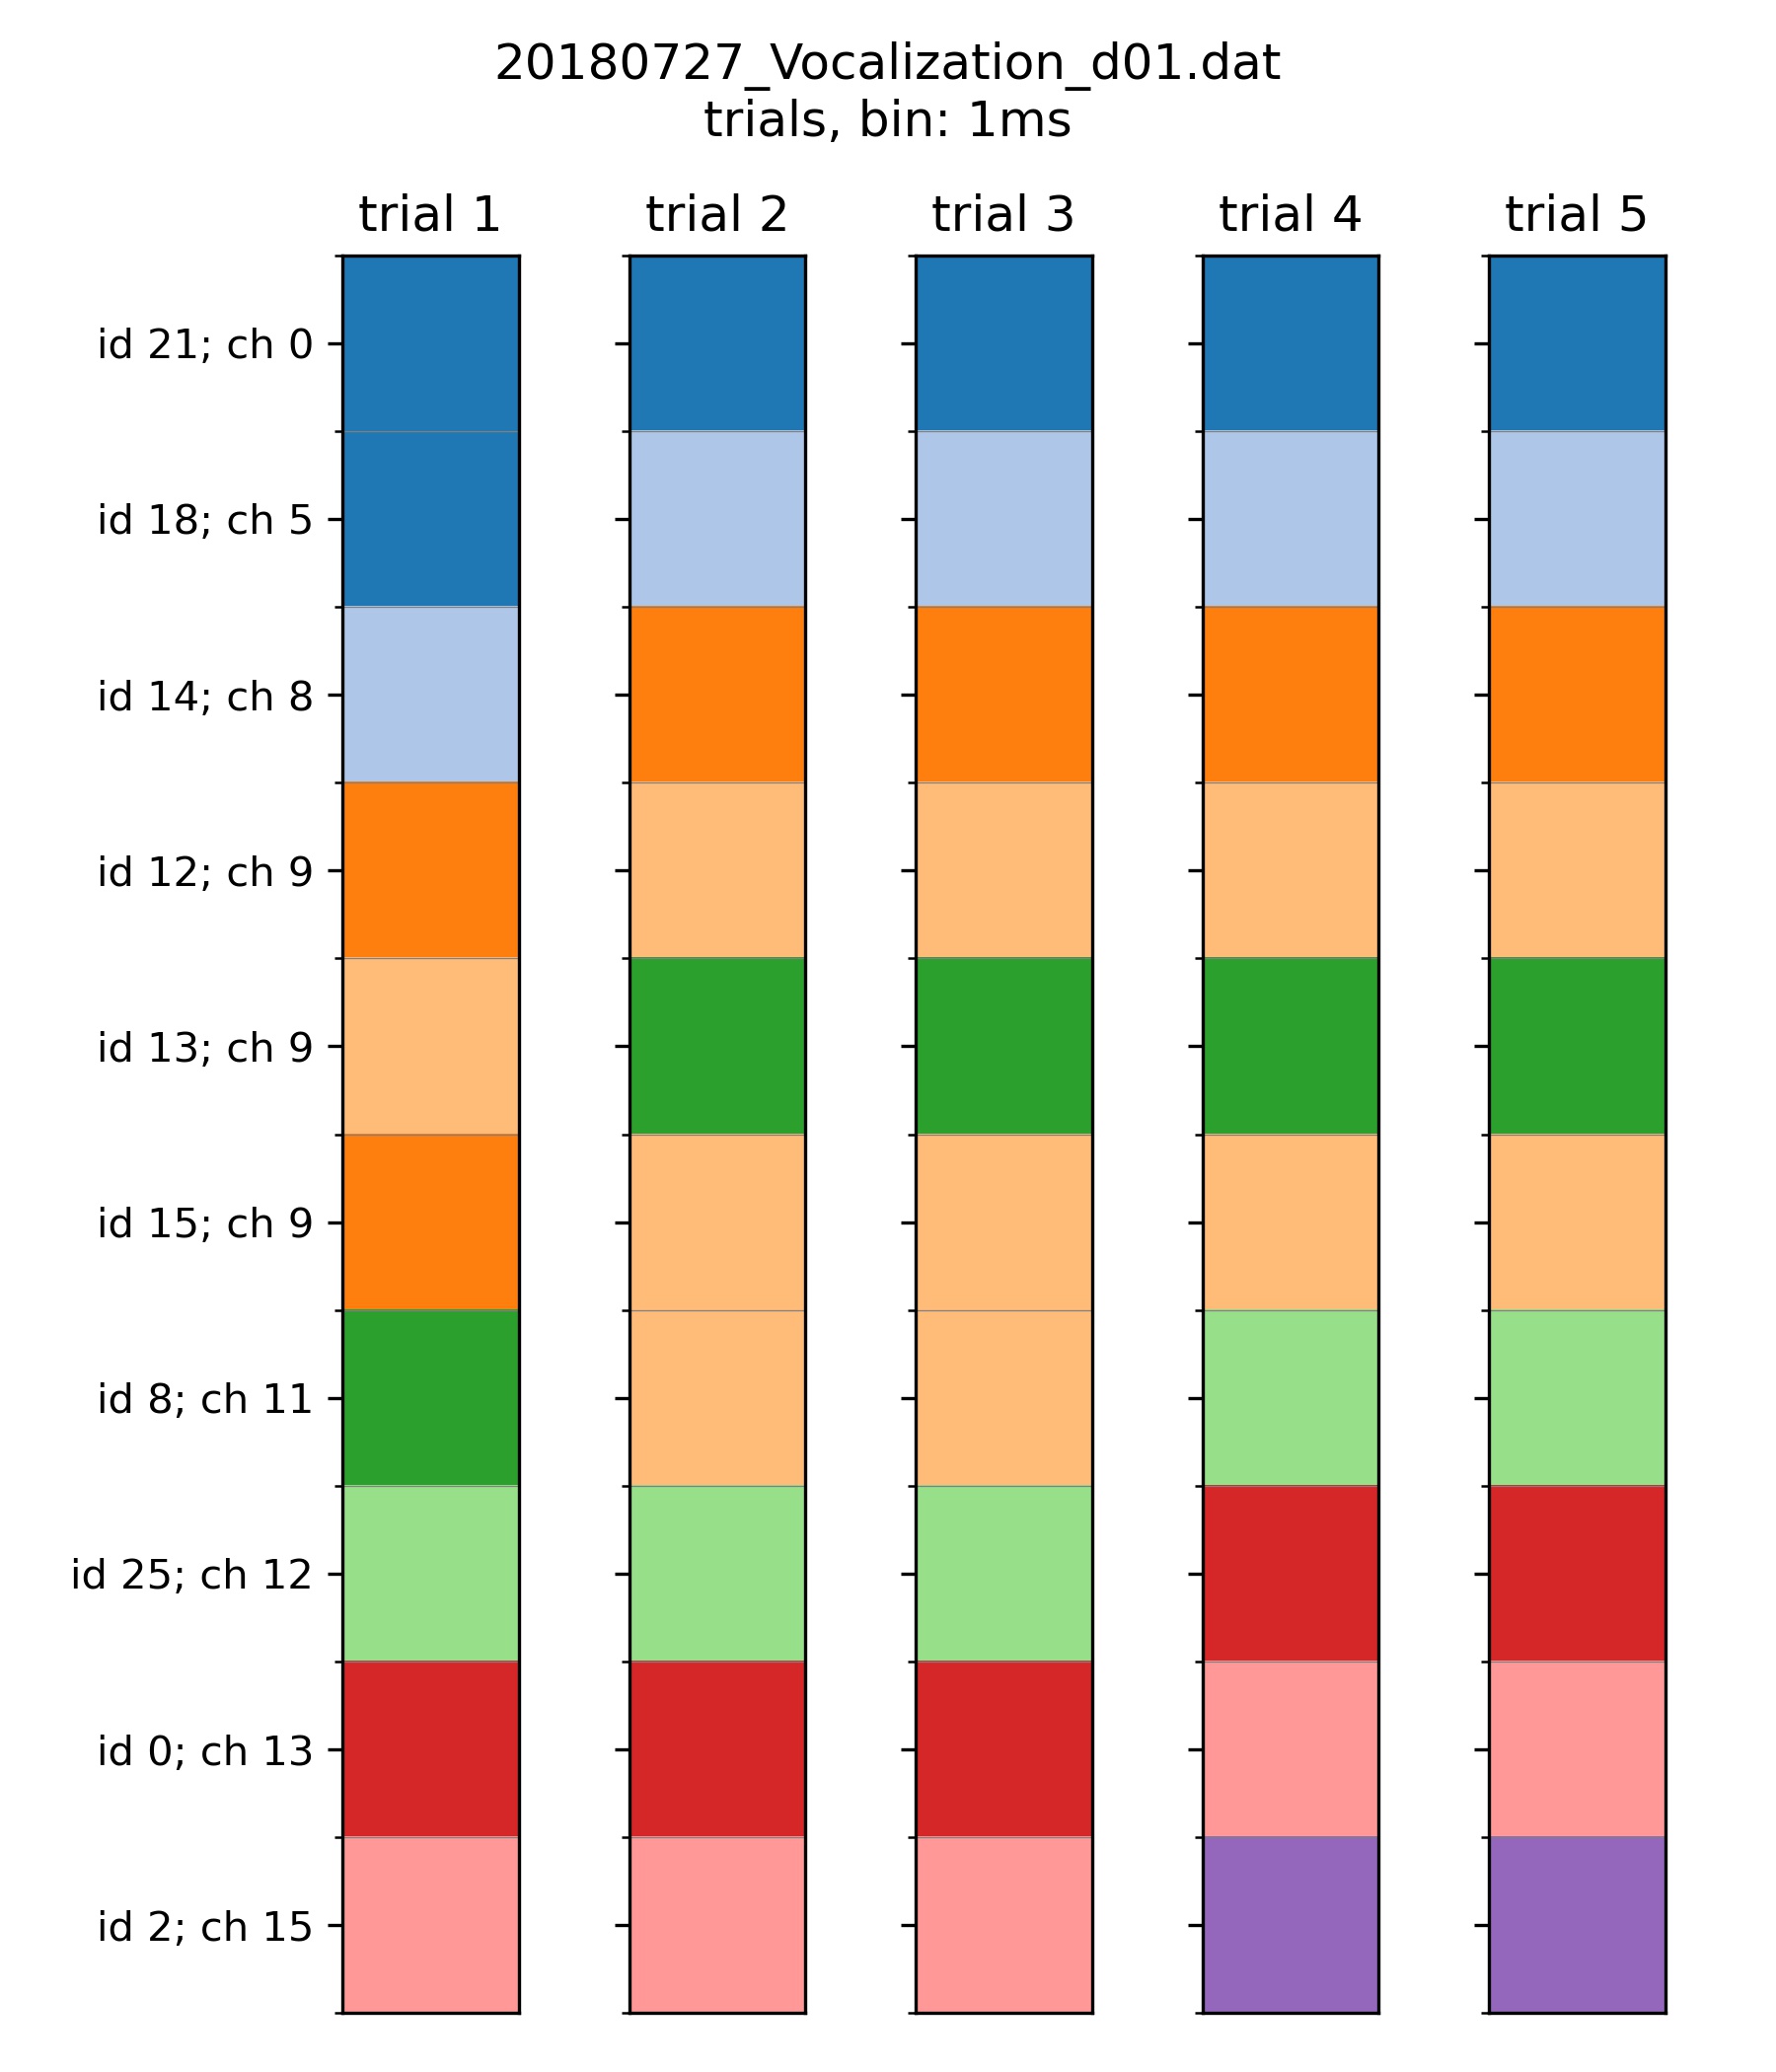 20180727_Vocalization_d01.dat
trials, bin: 1ms
trial 1 trial 2 trial 3 trial 4 trial 5
id 21; ch 0
id 18; ch 5
id 14; ch 8
id 12; ch 9
id 13; ch 9
id 15; ch 9
id 8; ch 11
id 25; ch 12
id 0; ch 13
id 2; ch 15